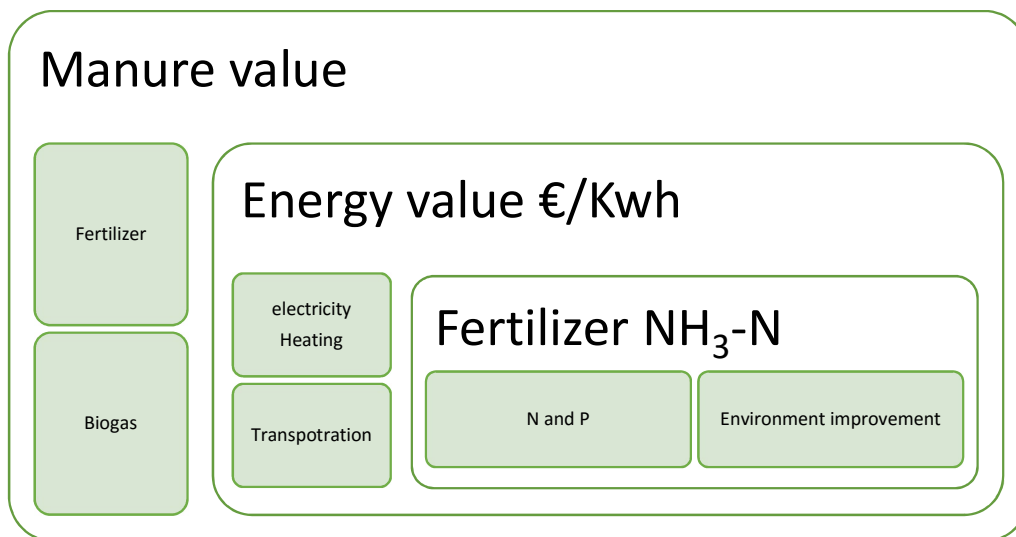 Manure value
Fertilizer
Biogas
Energy value €/Kwh
electricity
Heating
Transpotration
Fertilizer NH₃-N
N and P
Environment improvement